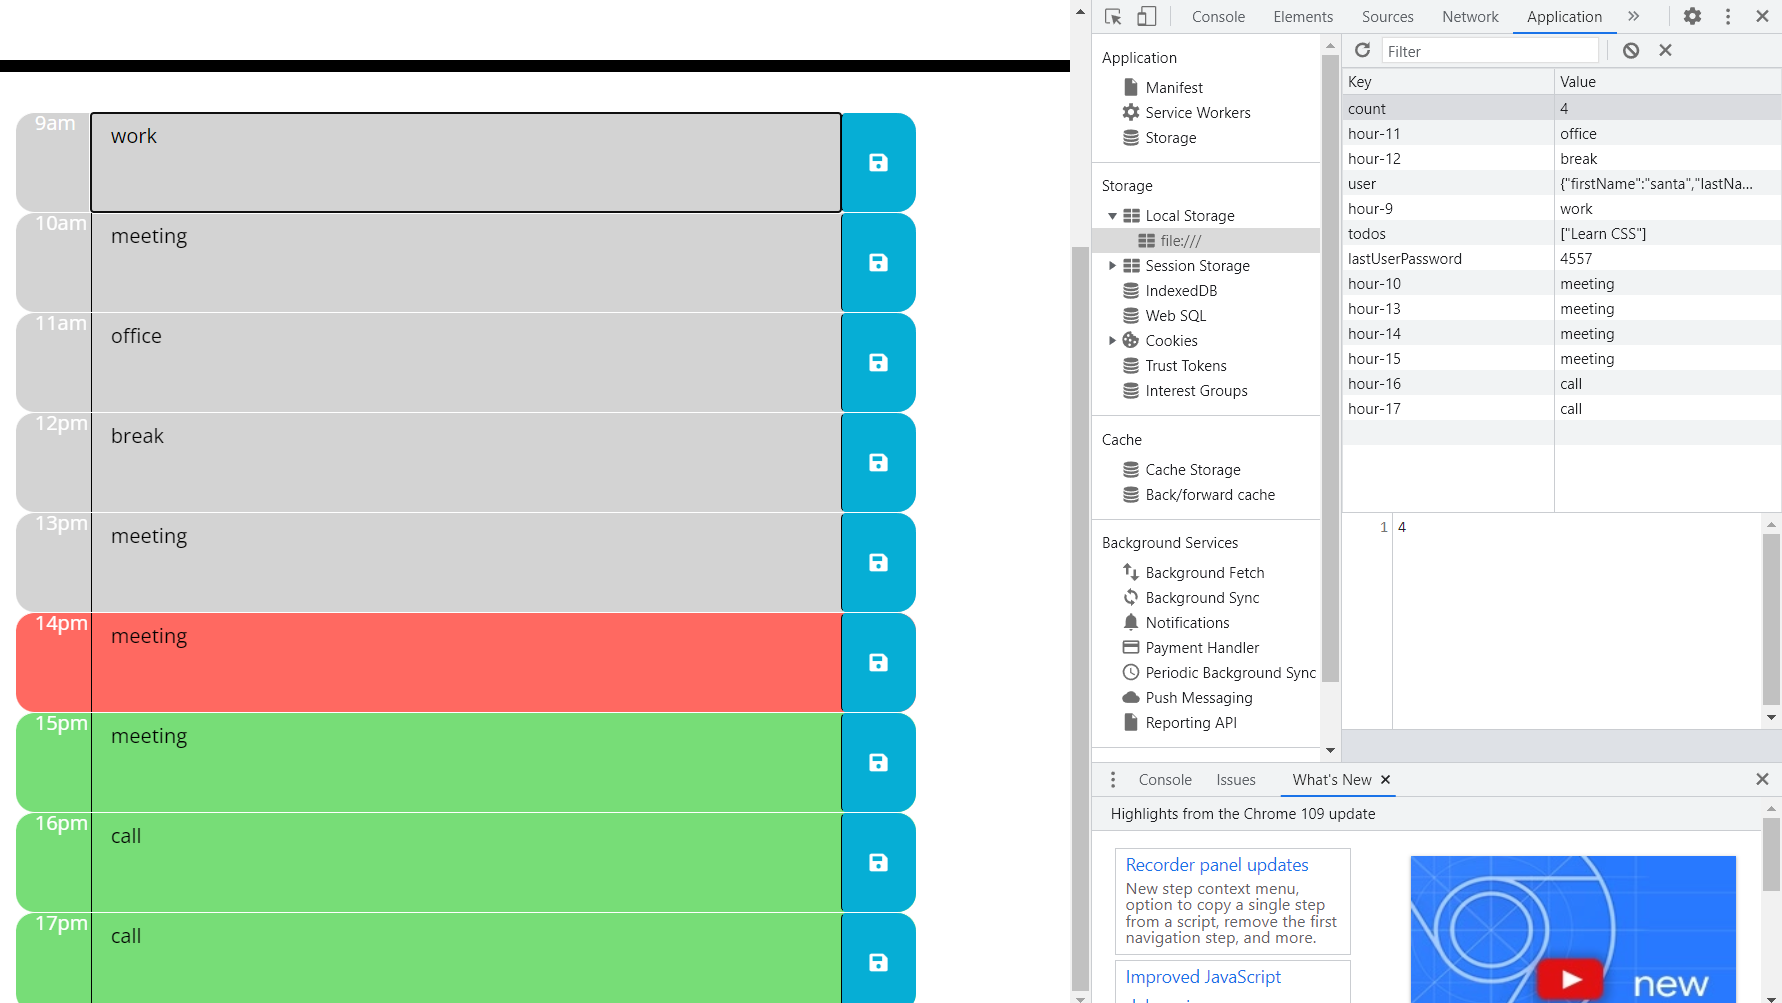 9am
work
10am
meeting
11am
office
12pm
break
13pm
meeting
14pm
meeting
15pm
meeting
16pm
call
17pm
call
Console Elements Sources Network Application
Application
Manifest
Service Workers
Storage
Storage
Local Storage
file:///
Session Storage
IndexedDB
Web SQL
Cookies
Trust Tokens
Interest Groups
Cache
Cache Storage
Back/forward cache
Background Services
Background Fetch
Background Sync
Notifications
Payment Handler
Periodic Background Sync
Push Messaging
Reporting API
Filter
Key Value
count 4
hour-11 office
hour-12 break
user {"firstName":"santa","lastNa...
hour-9 work
todos ["Learn CSS"]
lastUserPassword 4557
hour-10 meeting
hour-13 meeting
hour-14 meeting
hour-15 meeting
hour-16 call
hour-17 call
1 4
Console Issues What's New
Highlights from the Chrome 109 update
Recorder panel updates
New step context menu,
option to copy a single step
from a script, remove the first
navigation step, and more.
Improved JavaScript
new